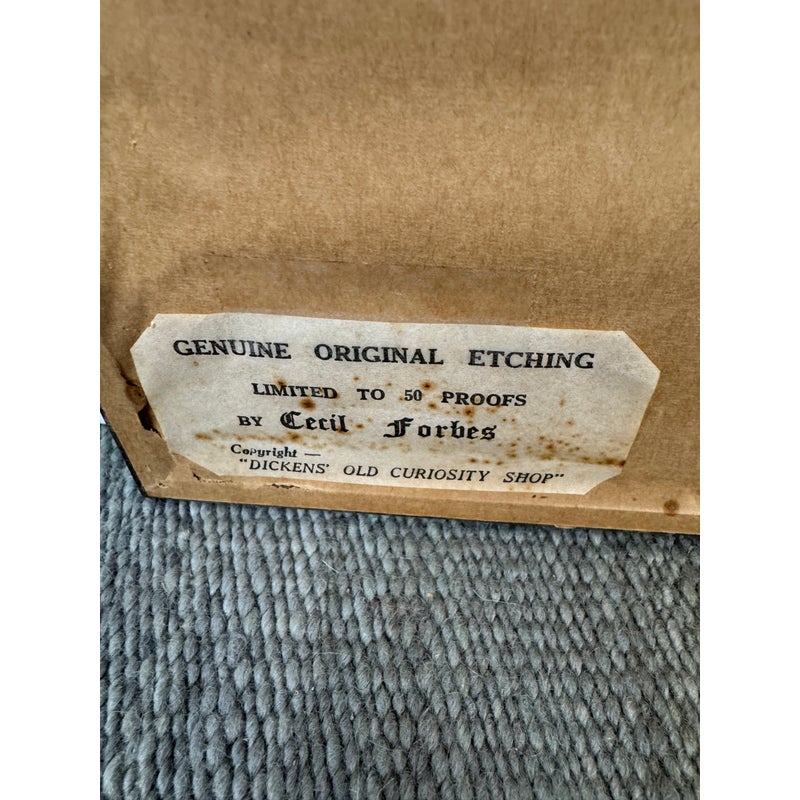 GENUINE ORIGINAL ETCHING
LIMITED TO 50 PROOFS
BY Cecil Forbes
Copyright —
"DICKENS' OLD CURIOSITY SHOP"